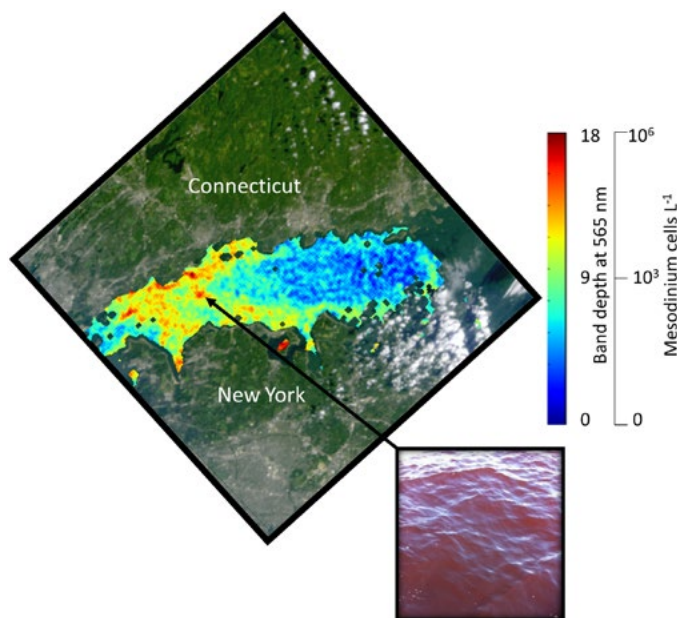 Connecticut
New York
18
9
0
Band depth at 565 nm
10⁶
10³
0
Mesodinium cells L⁻¹